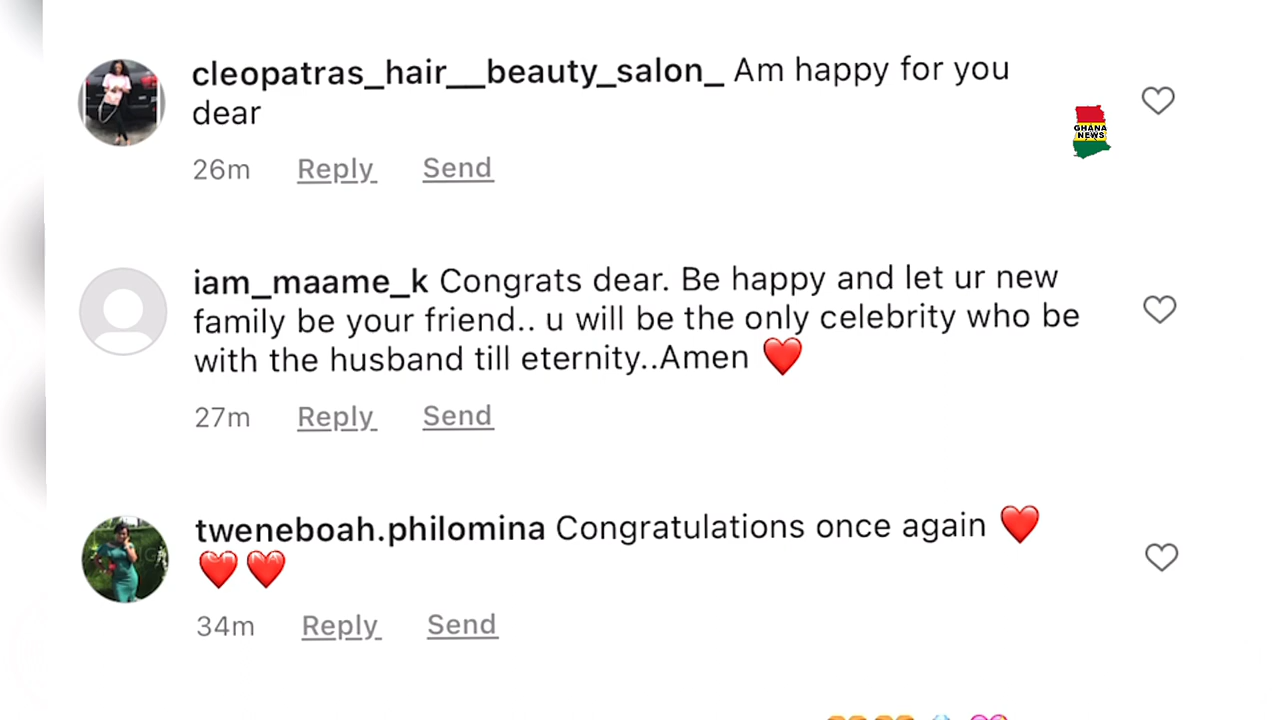 cleopatras_hair__beauty_salon_ Am happy for you
dear
GHANA
NEWS
26m Reply Send
iam_maame_k Congrats dear. Be happy and let ur new
family be your friend.. u will be the only celebrity who be
with the husband till eternity..Amen ❤️
27m Reply Send
tweneboah.philomina Congratulations once again ❤️
❤️❤️
34m Reply Send